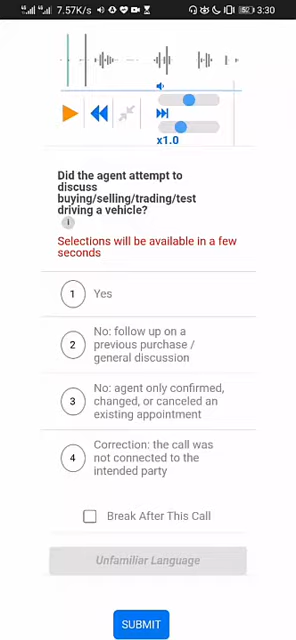 7.57K/s 52 3:30
x1.0
Did the agent attempt to
discuss
buying/selling/trading/test
driving a vehicle?
i
Selections will be available in a few
seconds
1 Yes
No: follow up on a
2 previous purchase /
general discussion
No: agent only confirmed,
3 changed, or canceled an
existing appointment
Correction: the call was
4 not connected to the
intended party
Break After This Call
Unfamiliar Language
SUBMIT